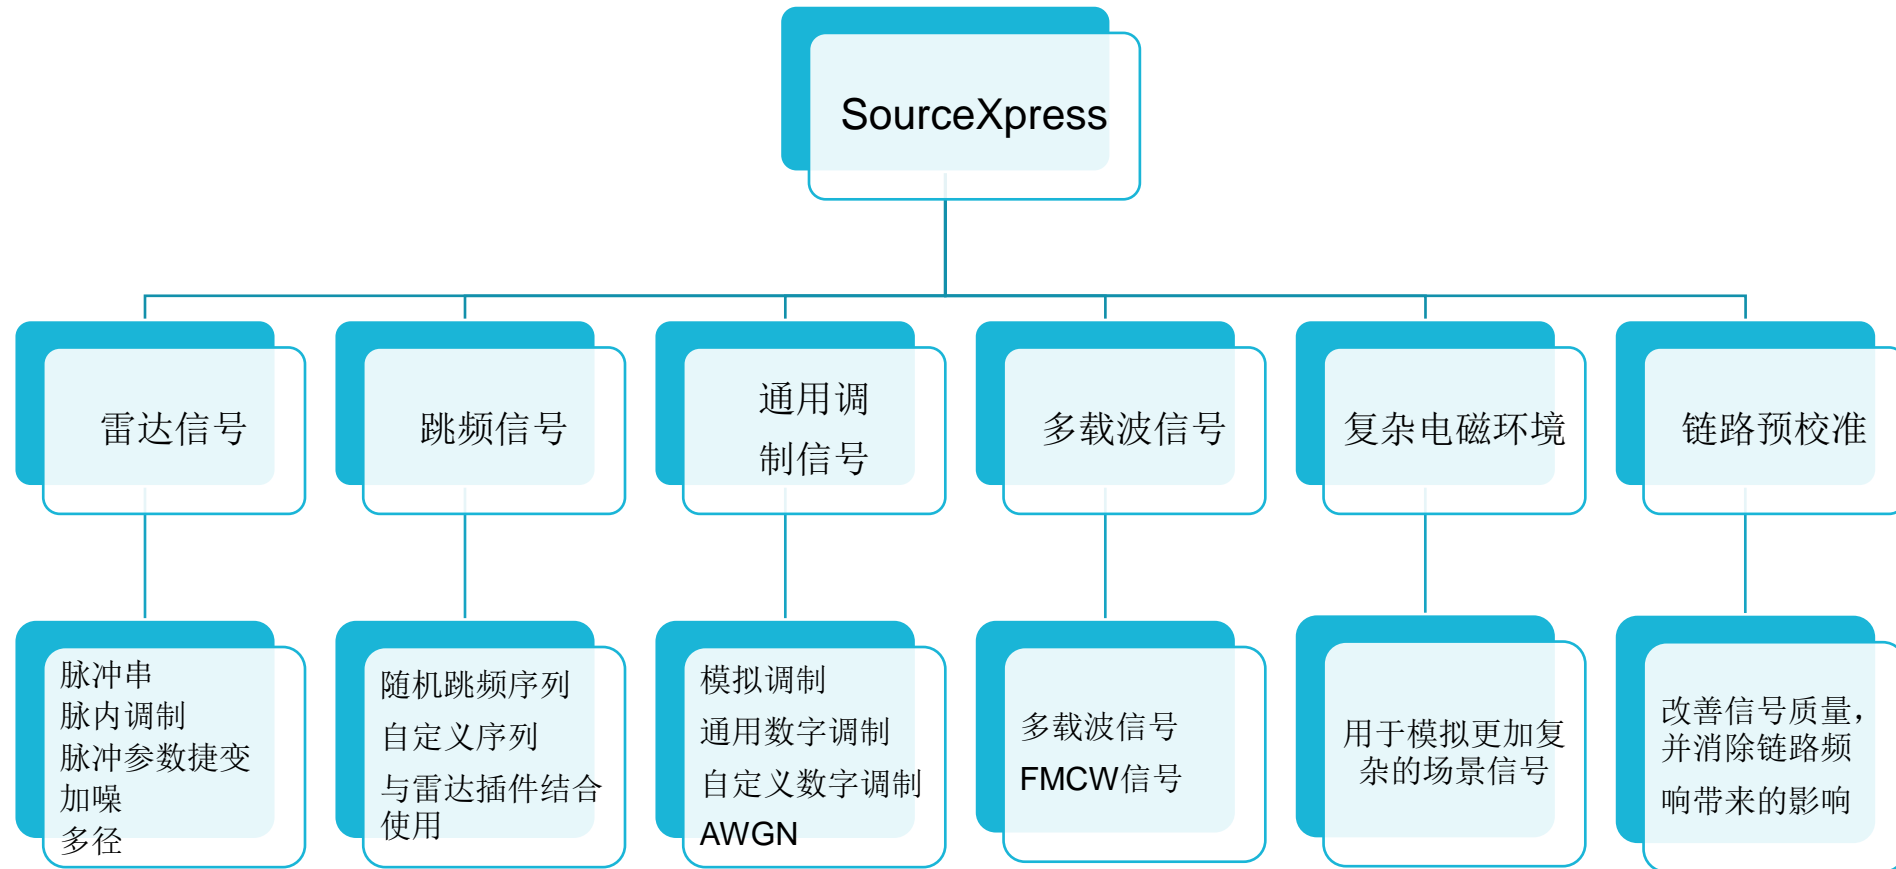 SourceXpress
雷达信号
跳频信号
通用调
制信号
多载波信号
复杂电磁环境
链路预校准
脉冲串
脉内调制
脉冲参数捷变
加噪
多径
随机跳频序列
自定义序列
与雷达插件结合
使用
模拟调制
通用数字调制
自定义数字调制
AWGN
多载波信号
FMCW信号
用于模拟更加复
杂的场景信号
改善信号质量，
并消除链路频
响带来的影响